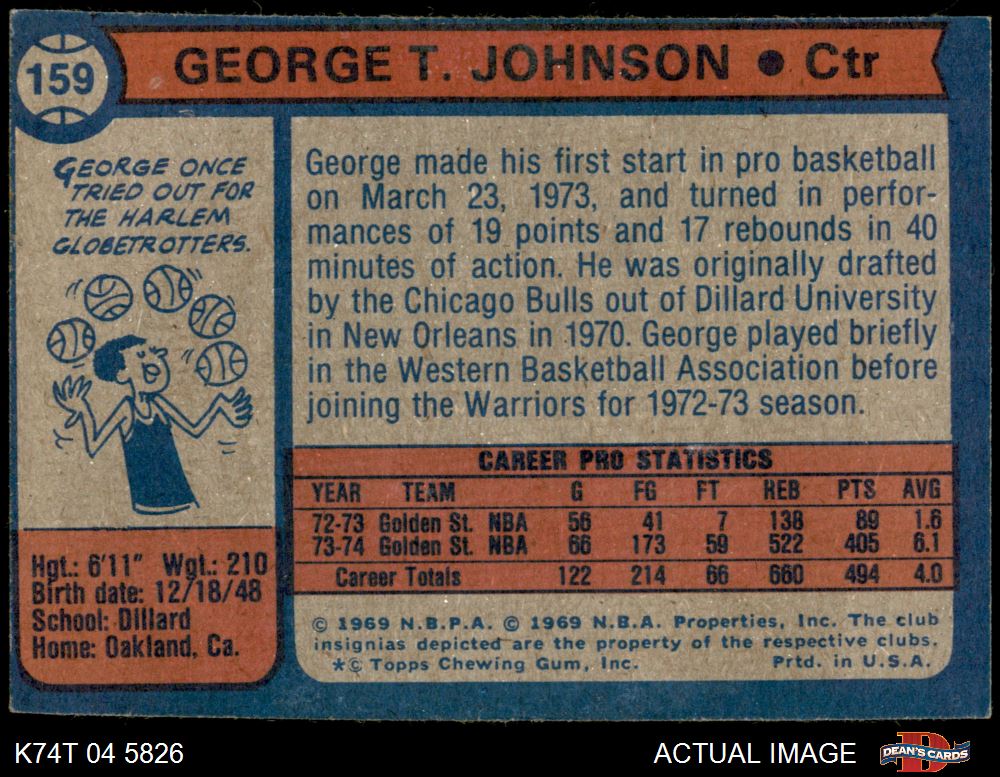 159
GEORGE T. JOHNSON ● Ctr
GEORGE ONCE
TRIED OUT FOR
THE HARLEM
GLOBETROTTERS.
George made his first start in pro basketball
on March 23, 1973, and turned in perfor-
mances of 19 points and 17 rebounds in 40
minutes of action. He was originally drafted
by the Chicago Bulls out of Dillard University
in New Orleans in 1970. George played briefly
in the Western Basketball Association before
joining the Warriors for 1972-73 season.
Hgt.: 6'11" Wgt.: 210
Birth date: 12/18/48
School: Dillard
Home: Oakland, Ca.
CAREER PRO STATISTICS
YEAR TEAM G FG FT REB PTS AVG
72-73 Golden St. NBA 56 41 7 138 89 1.6
73-74 Golden St. NBA 66 173 59 522 405 6.1
Career Totals 122 214 66 660 494 4.0
© 1969 N.B.P.A. © 1969 N.B.A. Properties, Inc. The club
insignias depicted are the property of the respective clubs.
*© Topps Chewing Gum, Inc. Prtd. in U.S.A.
K74T 04 5826 ACTUAL IMAGE D DEAN'S CARDS